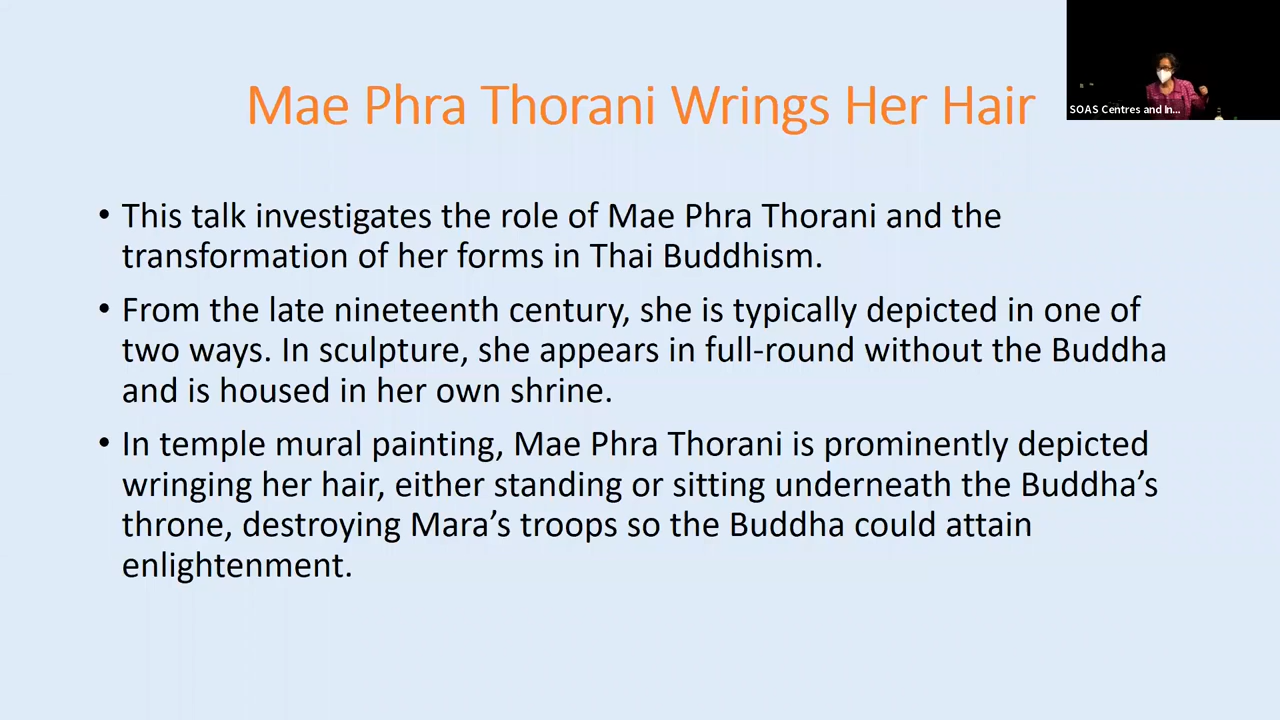 Mae Phra Thorani Wrings Her Hair
SOAS Centres and In...
• This talk investigates the role of Mae Phra Thorani and the
transformation of her forms in Thai Buddhism.
• From the late nineteenth century, she is typically depicted in one of
two ways. In sculpture, she appears in full-round without the Buddha
and is housed in her own shrine.
• In temple mural painting, Mae Phra Thorani is prominently depicted
wringing her hair, either standing or sitting underneath the Buddha’s
throne, destroying Mara’s troops so the Buddha could attain
enlightenment.